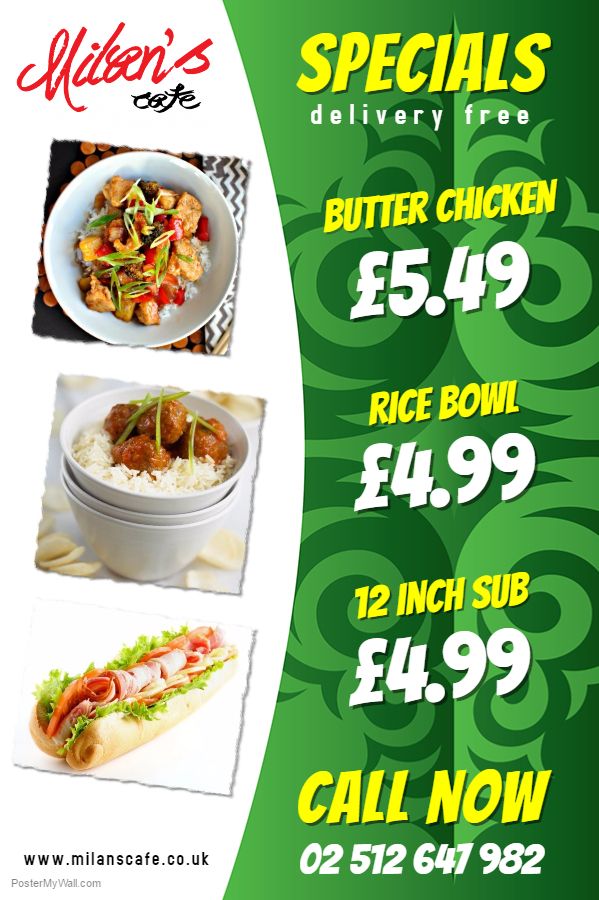 Milan's
cafe
SPECIALS
delivery free
BUTTER CHICKEN
£5.49
RICE BOWL
£4.99
12 INCH SUB
£4.99
CALL NOW
02 512 647 982
www.milanscafe.co.uk
PosterMyWall.com